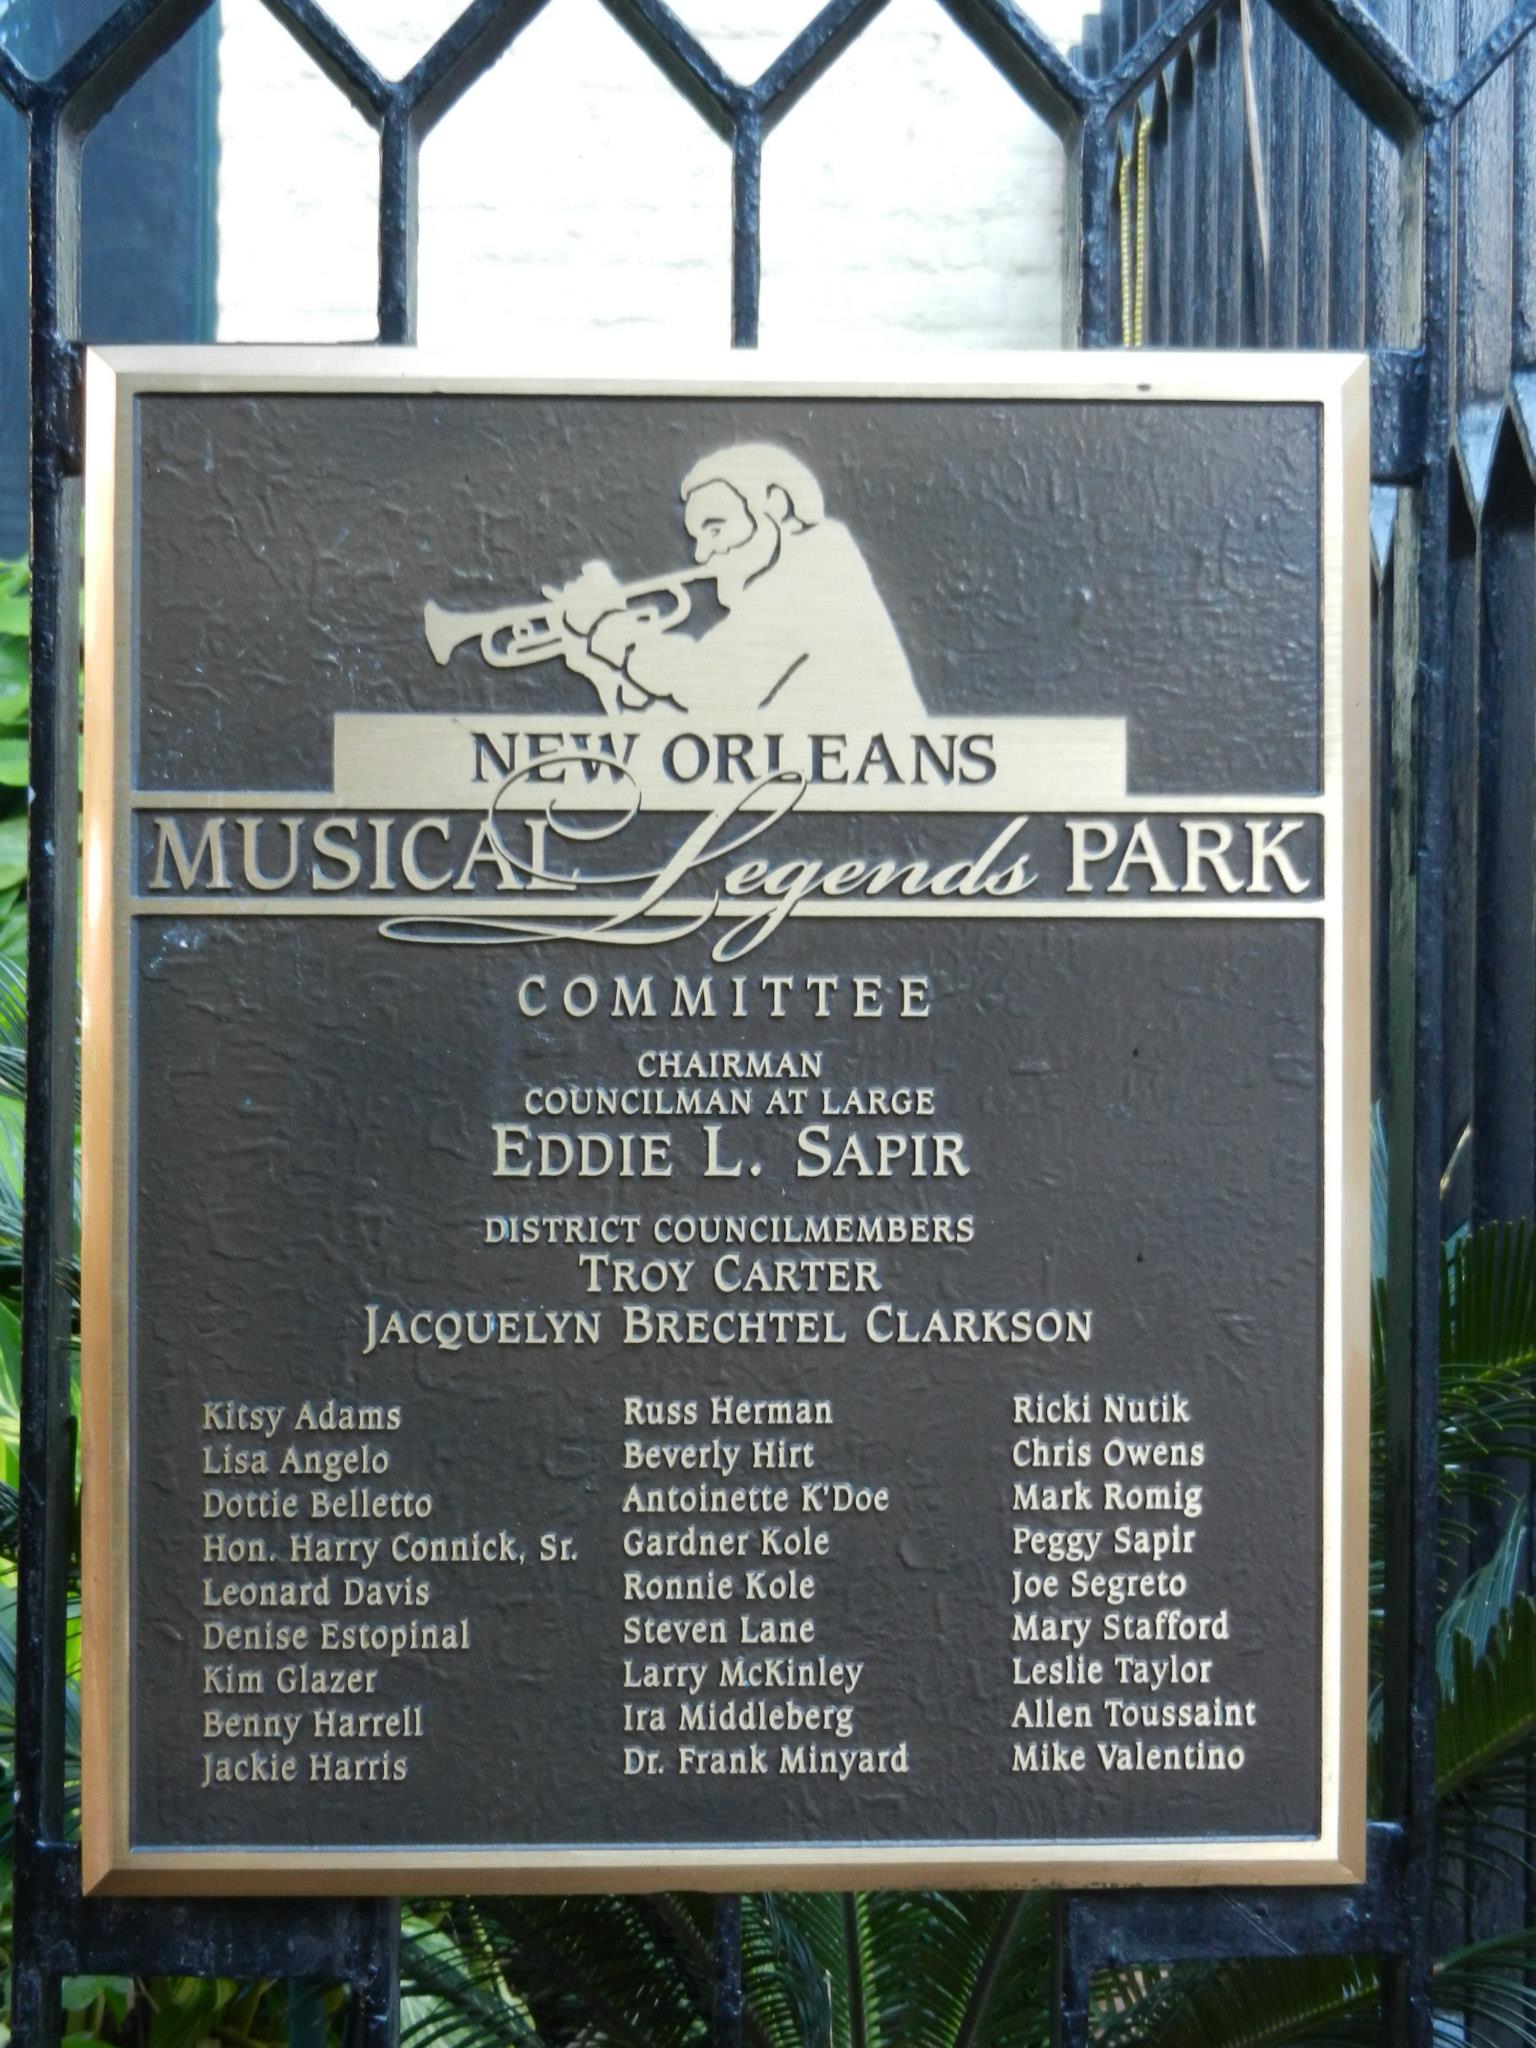 NEW ORLEANS
MUSICAL Legends PARK
COMMITTEE
CHAIRMAN
COUNCILMAN AT LARGE
EDDIE L. SAPIR
DISTRICT COUNCILMEMBERS
TROY CARTER
JACQUELYN BRECHTEL CLARKSON
Kitsy Adams
Lisa Angelo
Dottie Belletto
Hon. Harry Connick, Sr.
Leonard Davis
Denise Estopinal
Kim Glazer
Benny Harrell
Jackie Harris
Russ Herman
Beverly Hirt
Antoinette K'Doe
Gardner Kole
Ronnie Kole
Steven Lane
Larry McKinley
Ira Middleberg
Dr. Frank Minyard
Ricki Nutik
Chris Owens
Mark Romig
Peggy Sapir
Joe Segreto
Mary Stafford
Leslie Taylor
Allen Toussaint
Mike Valentino